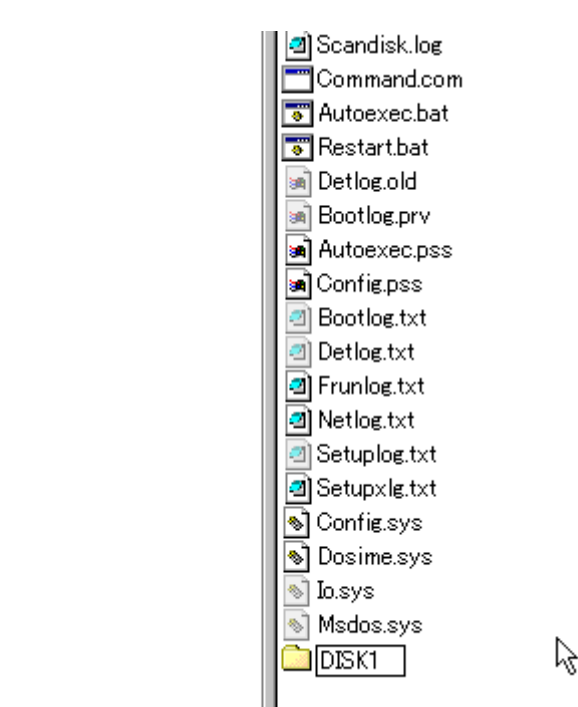 Scandisk.log
Command.com
Autoexec.bat
Restart.bat
Detlog.old
Bootlog.prv
Autoexec.pss
Config.pss
Bootlog.txt
Detlog.txt
Frunlog.txt
Netlog.txt
Setuplog.txt
Setupxlg.txt
Config.sys
Dosime.sys
Io.sys
Msdos.sys
DISK1